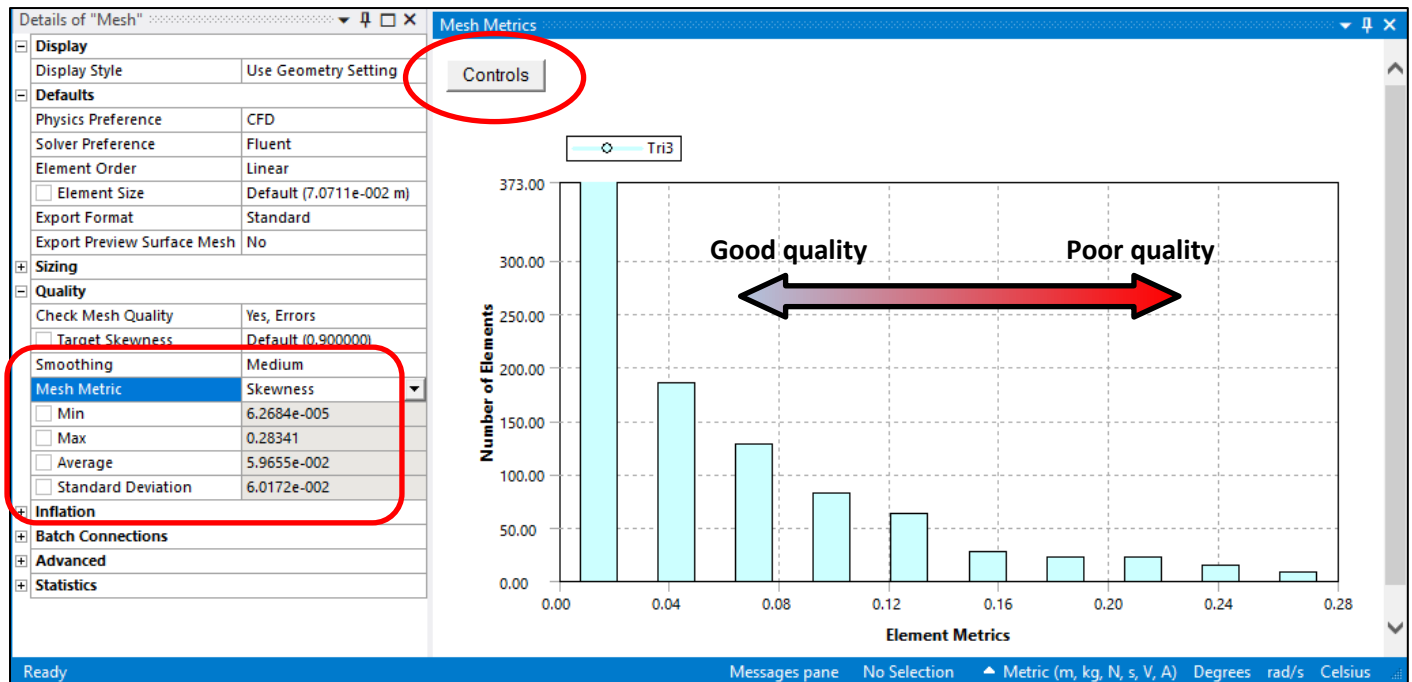 Details of "Mesh"
Display
Display Style Use Geometry Setting
Defaults
Physics Preference CFD
Solver Preference Fluent
Element Order Linear
Element Size Default (7.0711e-002 m)
Export Format Standard
Export Preview Surface Mesh No
Sizing
Quality
Check Mesh Quality Yes, Errors
Target Skewness Default (0.900000)
Smoothing Medium
Mesh Metric Skewness
Min 6.2684e-005
Max 0.28341
Average 5.9655e-002
Standard Deviation 6.0172e-002
Inflation
Batch Connections
Advanced
Statistics
Mesh Metrics
Controls
Tri3
373.00
300.00
250.00
200.00
150.00
100.00
50.00
0.00
Number of Elements
Good quality Poor quality
0.00 0.04 0.08 0.12 0.16 0.20 0.24 0.28
Element Metrics
Ready Messages pane No Selection Metric (m, kg, N, s, V, A) Degrees rad/s Celsius